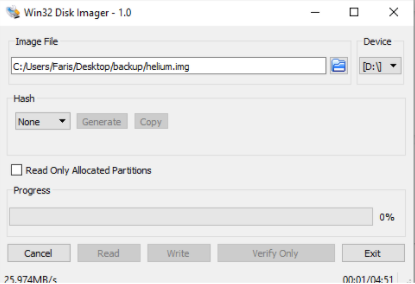 Win32 Disk Imager - 1.0
Image File
Device
C:/Users/Faris/Desktop/backup/helium.img
[D:\]
Hash
None Generate Copy
Read Only Allocated Partitions
Progress
0%
Cancel Read Write Verify Only Exit
25.974MB/s 00:01/04:51